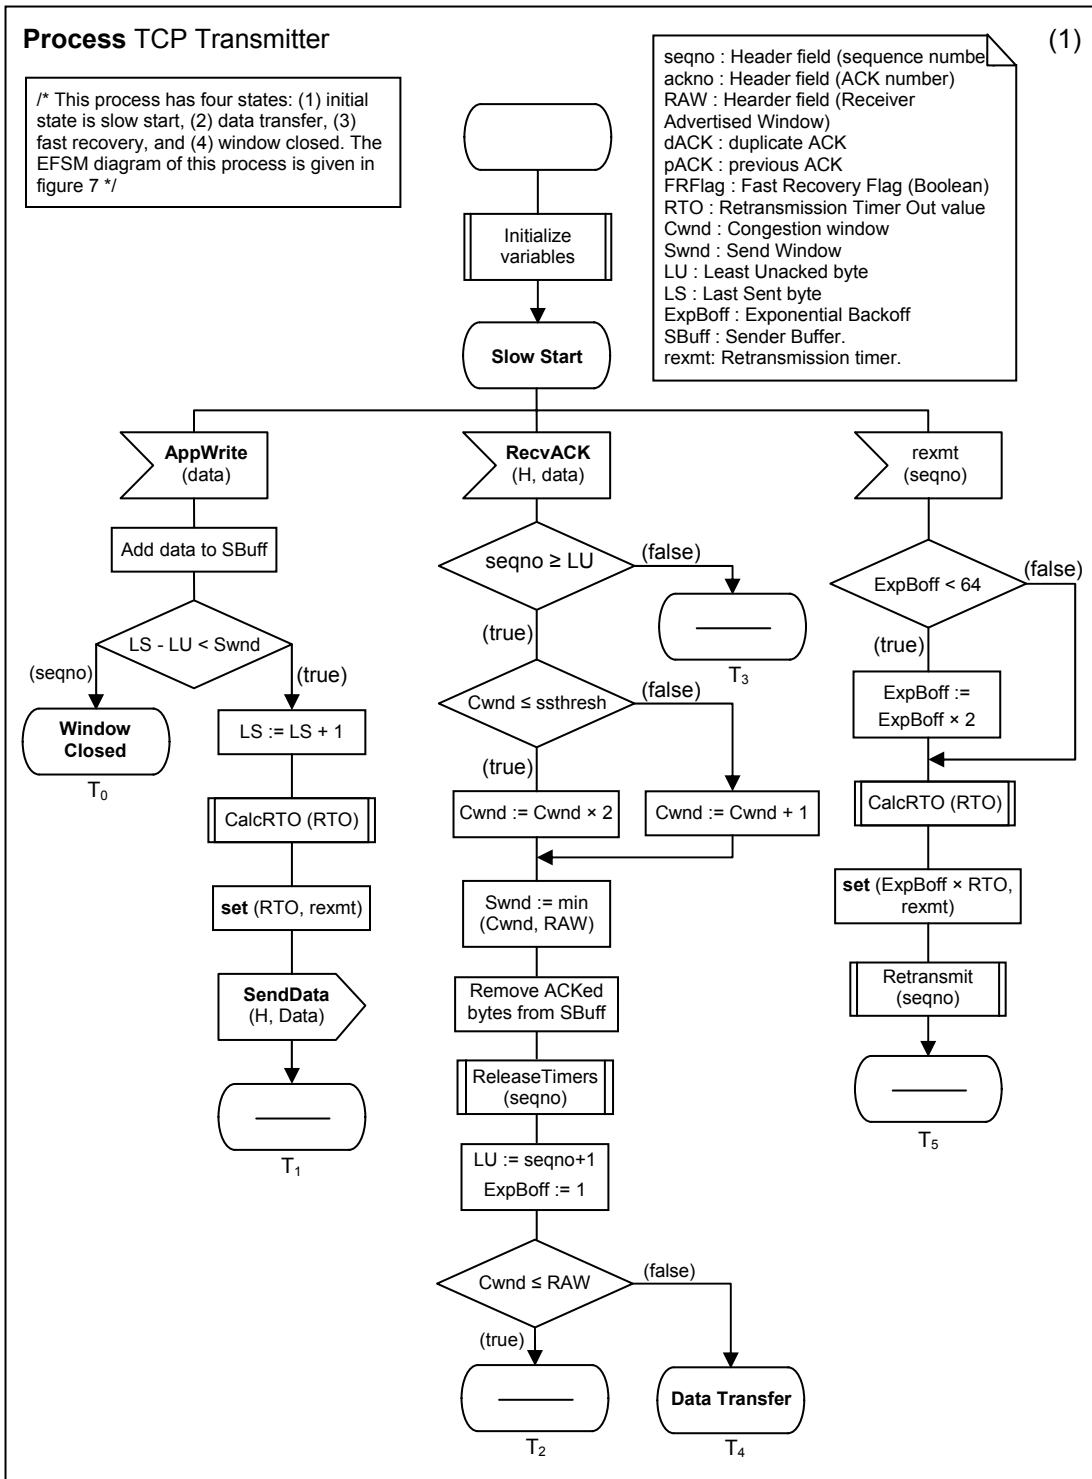 Process TCP Transmitter
(1)
/* This process has four states: (1) initial
state is slow start, (2) data transfer, (3)
fast recovery, and (4) window closed. The
EFSM diagram of this process is given in
figure 7 */
seqno : Header field (sequence numbe
ackno : Header field (ACK number)
RAW : Hearder field (Receiver
Advertised Window)
dACK : duplicate ACK
pACK : previous ACK
FRFlag : Fast Recovery Flag (Boolean)
RTO : Retransmission Timer Out value
Cwnd : Congestion window
Swnd : Send Window
LU : Least Unacked byte
LS : Last Sent byte
ExpBoff : Exponential Backoff
SBuff : Sender Buffer.
rexmt: Retransmission timer.
Initialize
variables
Slow Start
AppWrite
(data)
Add data to SBuff
LS - LU < Swnd
(seqno)
(true)
Window
Closed
T0
LS := LS + 1
CalcRTO (RTO)
set (RTO, rexmt)
SendData
(H, Data)
T1
RecvACK
(H, data)
seqno ≥ LU
(false)
(true)
T3
Cwnd ≤ ssthresh
(false)
(true)
Cwnd := Cwnd × 2
Cwnd := Cwnd + 1
Swnd := min
(Cwnd, RAW)
Remove ACKed
bytes from SBuff
ReleaseTimers
(seqno)
LU := seqno+1
ExpBoff := 1
Cwnd ≤ RAW
(false)
(true)
T2
Data Transfer
T4
rexmt
(seqno)
ExpBoff < 64
(false)
(true)
ExpBoff :=
ExpBoff × 2
CalcRTO (RTO)
set (ExpBoff × RTO,
rexmt)
Retransmit
(seqno)
T5